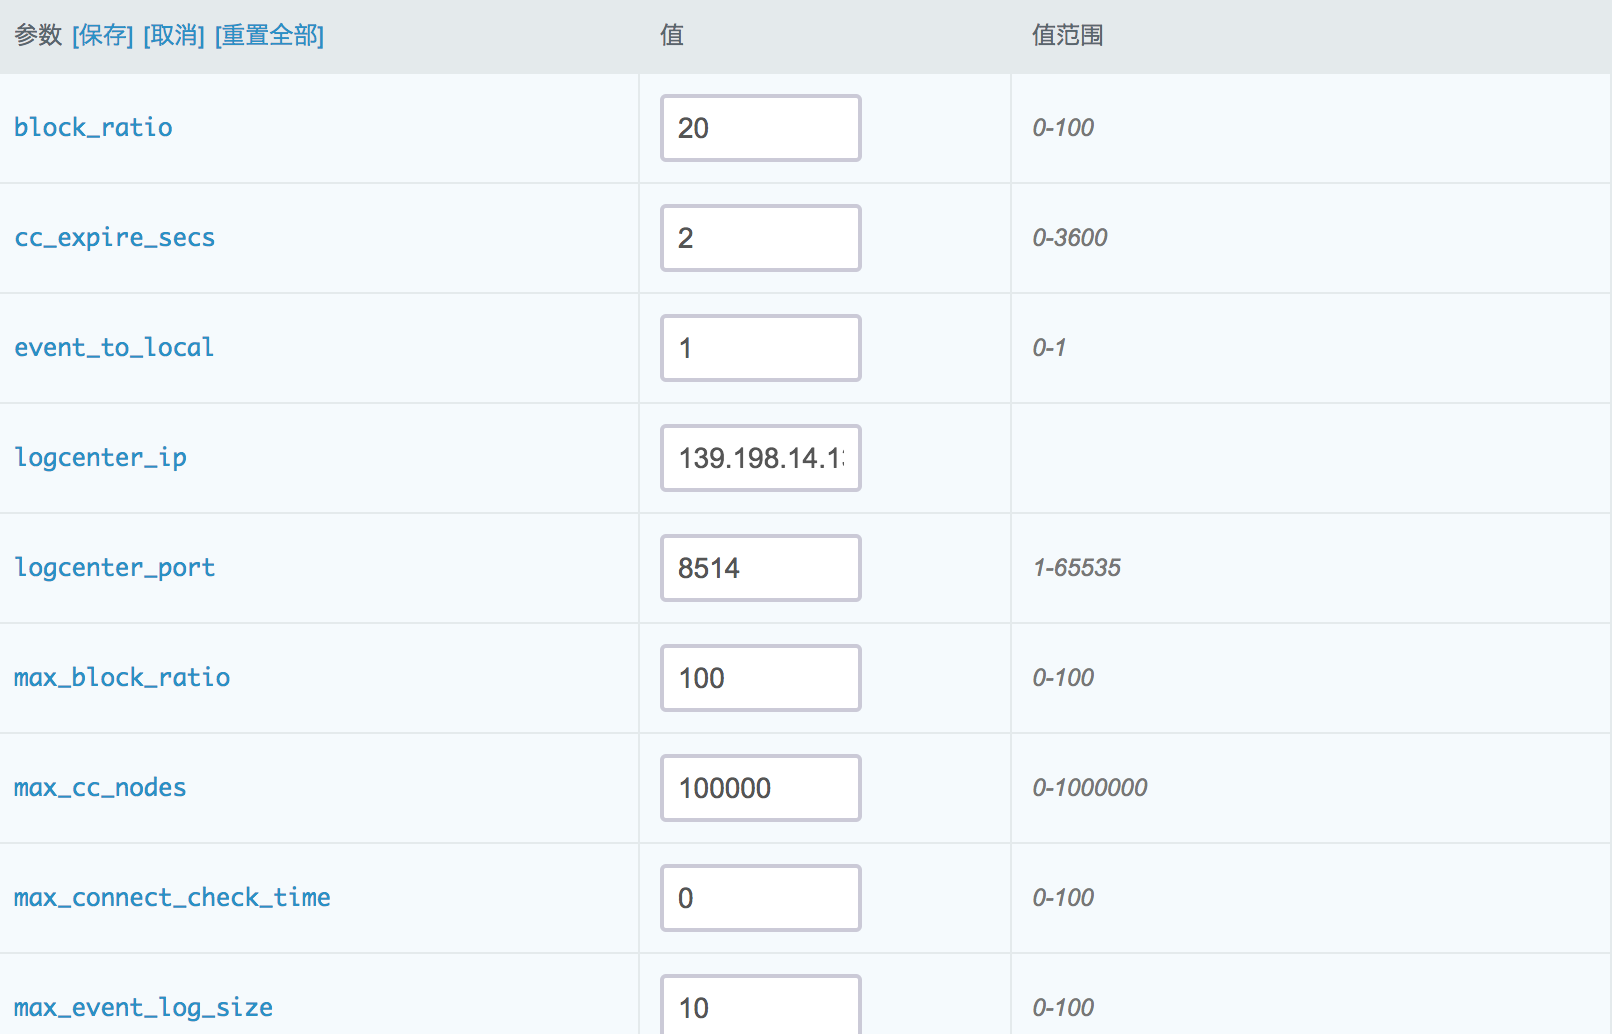 参数 [保存] [取消] [重置全部] 值 值范围
block_ratio 20 0-100
cc_expire_secs 2 0-3600
event_to_local 1 0-1
logcenter_ip 139.198.14.1
logcenter_port 8514 1-65535
max_block_ratio 100 0-100
max_cc_nodes 100000 0-1000000
max_connect_check_time 0 0-100
max_event_log_size 10 0-100